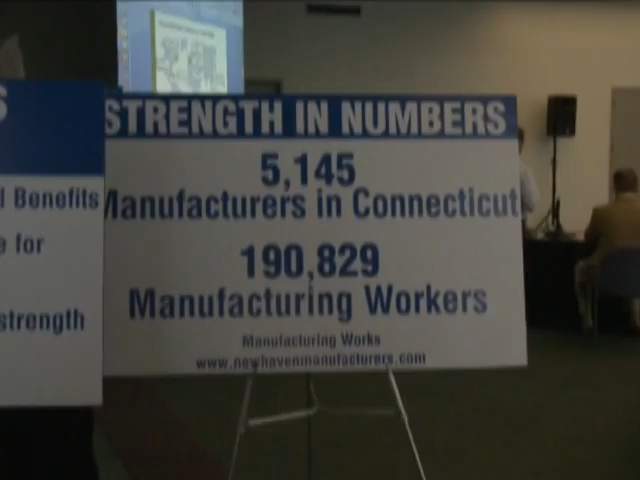 STRENGTH IN NUMBERS
5,145
Manufacturers in Connecticut
190,829
Manufacturing Workers
Manufacturing Works
www.newhavenmanufacturers.com
S
d Benefits
e for
strength